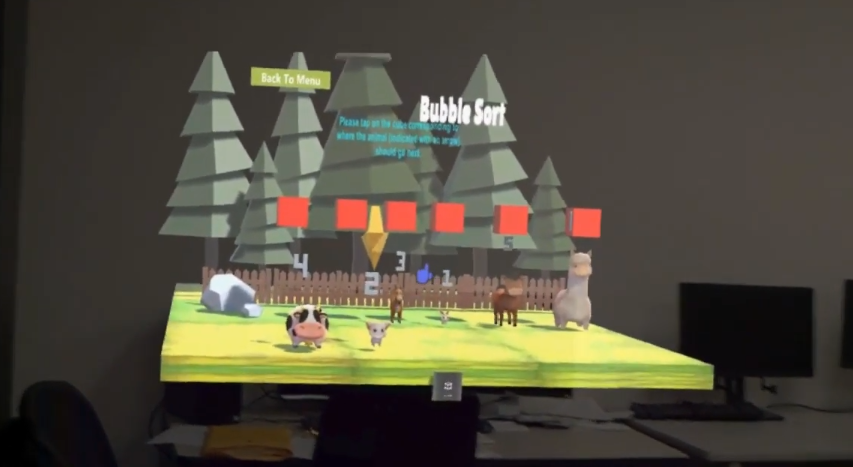 Back To Menu
Bubble Sort
Please tap on the cube corresponding to
where the animal (indicated with an arrow)
should go next.
4
3
2
1
5